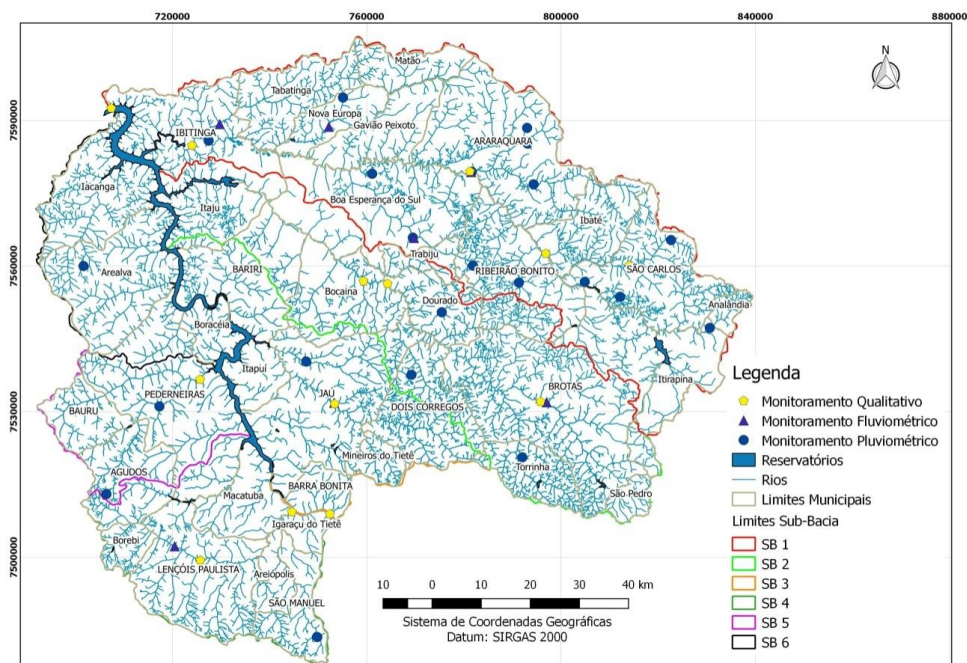 720000 760000 800000 840000 880000
N
7590000
7560000
7530000
7500000
Matão
Tabatinga
Nova Europa
Gavião Peixoto
IBITINGA
ARARAQUARA
Iacanga
Itaju
Boa Esperança do Sul
Ibaté
Trabiju
RIBEIRÃO BONITO
SÃO CARLOS
Arealva
BARIRI
Bocaina
Dourado
Analândia
Boracéia
Itapuí
Itirapina
JAÚ
BROTAS
PEDERNEIRAS
BAURU
DOIS CÓRREGOS
Mineiros do Tietê
Torrinha
AGUDOS
BARRA BONITA
São Pedro
Macatuba
Igaraçu do Tietê
Borebi
LENÇÓIS PAULISTA
Areiópolis
SÃO MANUEL
Legenda
Monitoramento Qualitativo
Monitoramento Fluviométrico
Monitoramento Pluviométrico
Reservatórios
Rios
Limites Municipais
Limites Sub-Bacia
SB 1
SB 2
SB 3
SB 4
SB 5
SB 6
10 0 10 20 30 40 km
Sistema de Coordenadas Geográficas
Datum: SIRGAS 2000